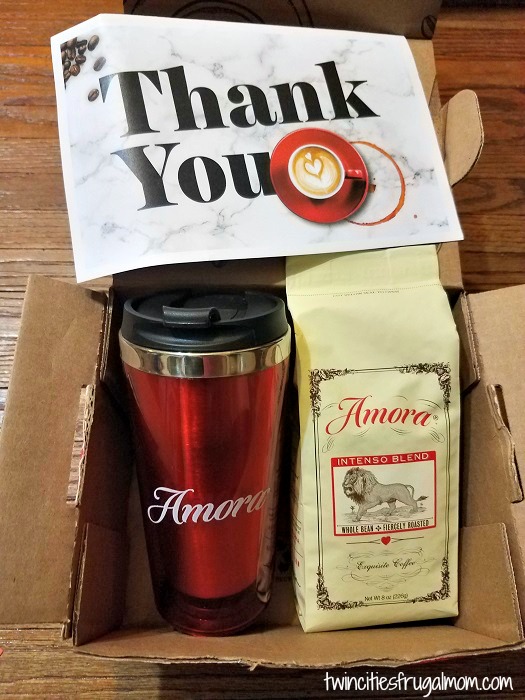 Thank
You
Amora
Amora®
INTENSO BLEND
WHOLE BEAN + FIERCELY ROASTED
Exquisite Coffee
Net Wt 8 oz (226g)
twincitiesfrugalmom.com